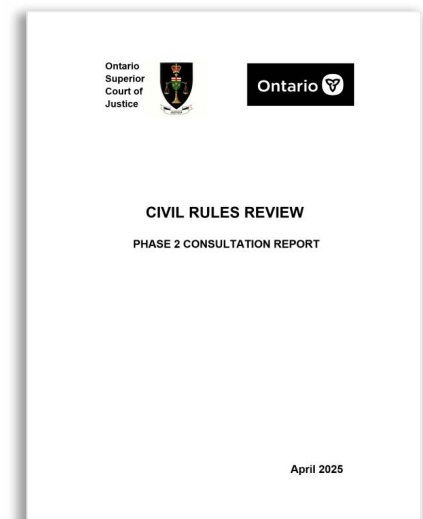 Ontario
Superior
Court of
Justice
Ontario
CIVIL RULES REVIEW
PHASE 2 CONSULTATION REPORT
April 2025